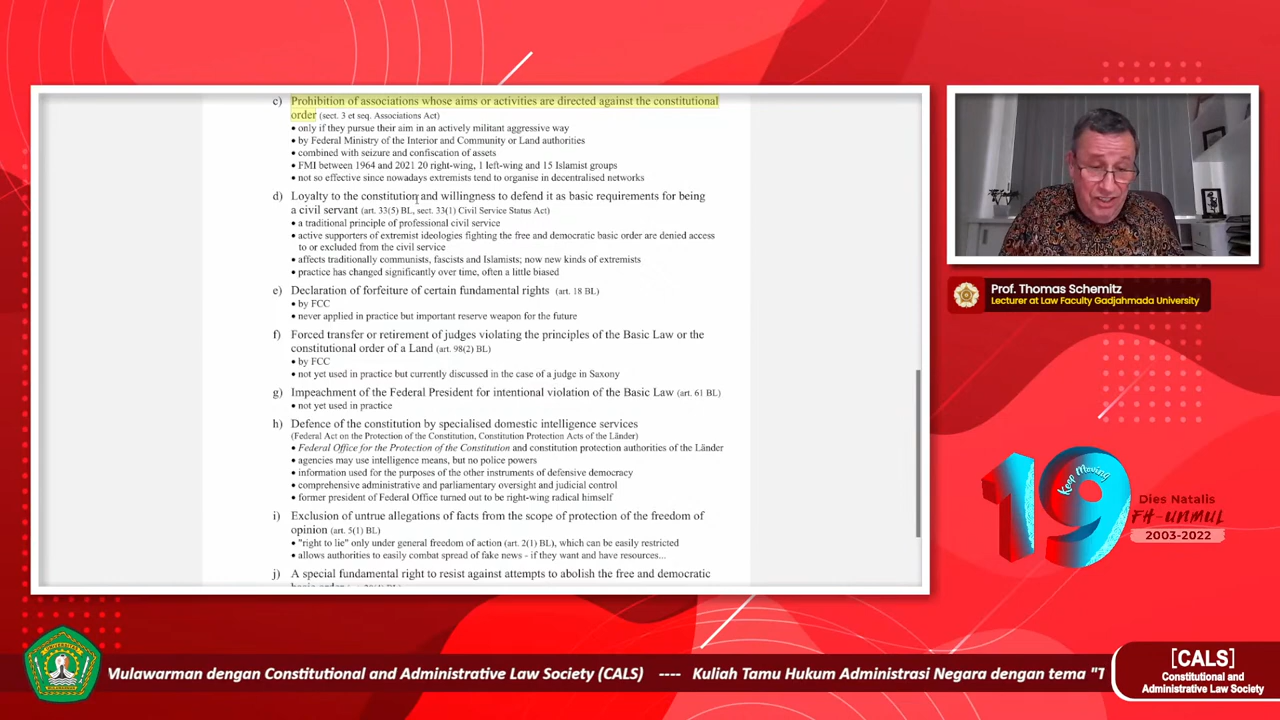 c) Prohibition of associations whose aims or activities are directed against the constitutional
order (sect. 3 et seq. Associations Act)
• only if they pursue their aim in an actively militant aggressive way
• by Federal Ministry of the Interior and Community or Land authorities
• combined with seizure and confiscation of assets
• FMI between 1964 and 2021 20 right-wing, 1 left-wing and 15 Islamist groups
• not so effective since nowadays extremists tend to organise in decentralised networks
d) Loyalty to the constitution and willingness to defend it as basic requirements for being
a civil servant (art. 33(5) BL, sect. 33(1) Civil Service Status Act)
• a traditional principle of professional civil service
• active supporters of extremist ideologies fighting the free and democratic basic order are denied access
to or excluded from the civil service
• affects traditionally communists, fascists and Islamists; now new kinds of extremists
• practice has changed significantly over time, often a little biased
e) Declaration of forfeiture of certain fundamental rights (art. 18 BL)
• by FCC
• never applied in practice but important reserve weapon for the future
f) Forced transfer or retirement of judges violating the principles of the Basic Law or the
constitutional order of a Land (art. 98(2) BL)
• by FCC
• not yet used in practice but currently discussed in the case of a judge in Saxony
g) Impeachment of the Federal President for intentional violation of the Basic Law (art. 61 BL)
• not yet used in practice
h) Defence of the constitution by specialised domestic intelligence services
(Federal Act on the Protection of the Constitution, Constitution Protection Acts of the Länder)
• Federal Office for the Protection of the Constitution and constitution protection authorities of the Länder
• agencies may use intelligence means, but no police powers
• information used for the purposes of the other instruments of defensive democracy
• comprehensive administrative and parliamentary oversight and judicial control
• former president of Federal Office turned out to be right-wing radical himself
i) Exclusion of untrue allegations of facts from the scope of protection of the freedom of
opinion (art. 5(1) BL)
• "right to lie" only under general freedom of action (art. 2(1) BL), which can be easily restricted
• allows authorities to easily combat spread of fake news - if they want and have resources...
j) A special fundamental right to resist against attempts to abolish the free and democratic
Prof. Thomas Schemitz
Lecturer at Law Faculty Gadjahmada University
19
Keep Moving
Dies Natalis
FH-UNMUL
2003-2022
Mulawarman dengan Constitutional and Administrative Law Society (CALS) ---- Kuliah Tamu Hukum Administrasi Negara dengan tema "T
[CALS]
Constitutional and
Administrative Law Society